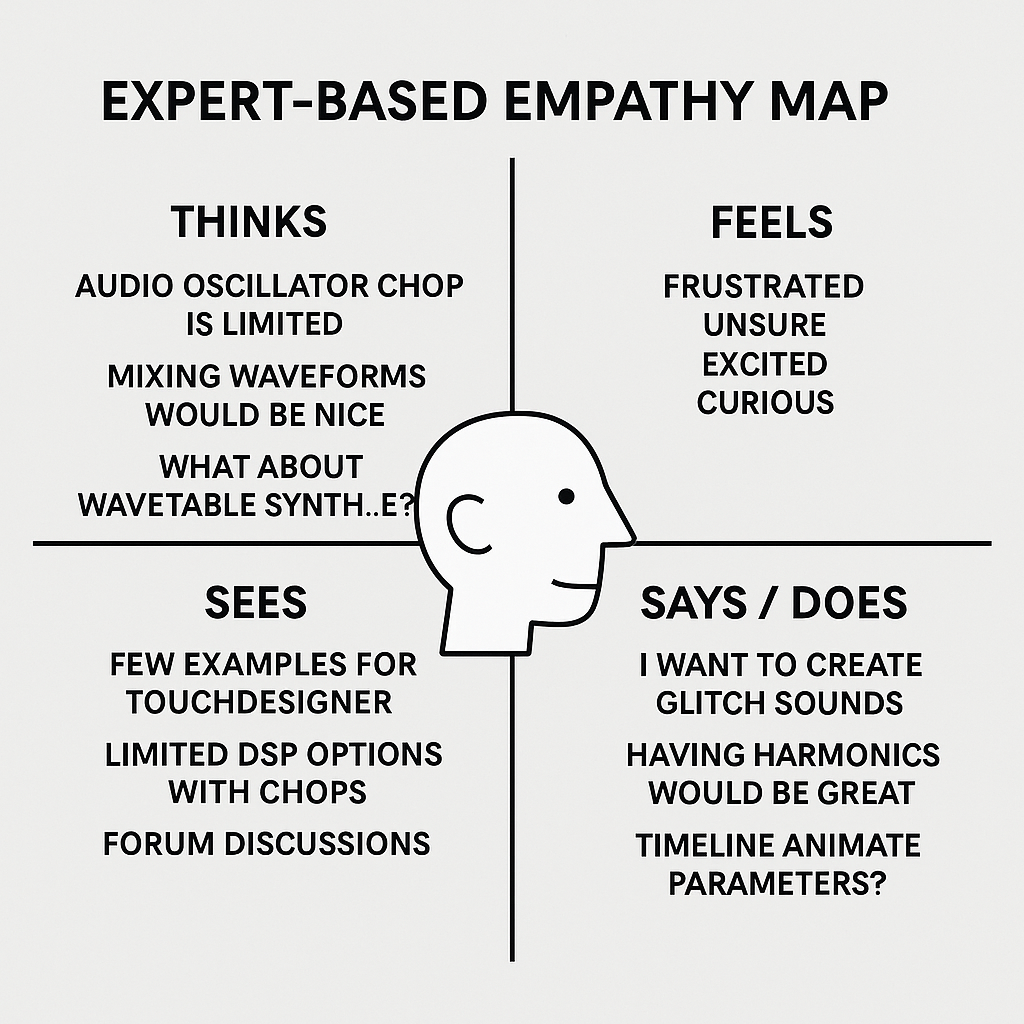 EXPERT-BASED EMPATHY MAP
THINKS
AUDIO OSCILLATOR CHOP
IS LIMITED
MIXING WAVEFORMS
WOULD BE NICE
WHAT ABOUT
WAVETABLE SYNTH..E?
FEELS
FRUSTRATED
UNSURE
EXCITED
CURIOUS
SEES
FEW EXAMPLES FOR
TOUCHDESIGNER
LIMITED DSP OPTIONS
WITH CHOPS
FORUM DISCUSSIONS
SAYS / DOES
I WANT TO CREATE
GLITCH SOUNDS
HAVING HARMONICS
WOULD BE GREAT
TIMELINE ANIMATE
PARAMETERS?